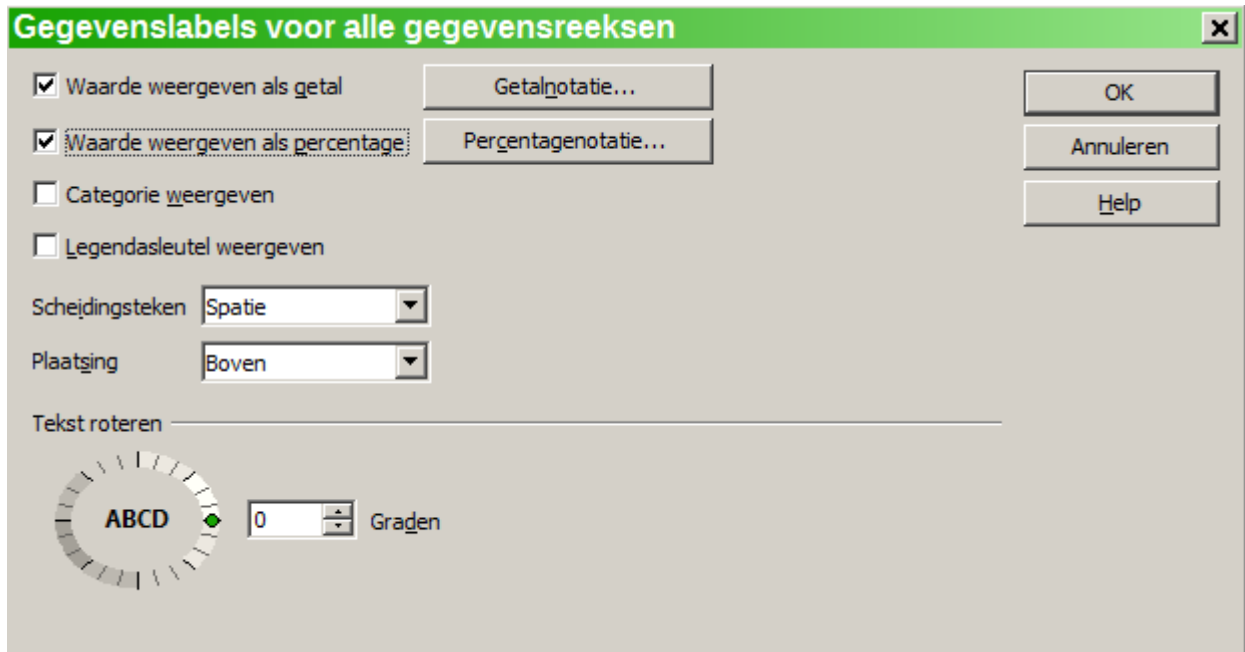 Gegevenslabels voor alle gegevensreeksen
Waarde weergeven als getal
Getalnotatie...
OK
Waarde weergeven als percentage
Percentagenotatie...
Annuleren
Categorie weergeven
Help
Legendasleutel weergeven
Scheidingsteken Spatie
Plaatsing Boven
Tekst roteren
ABCD
0
Graden